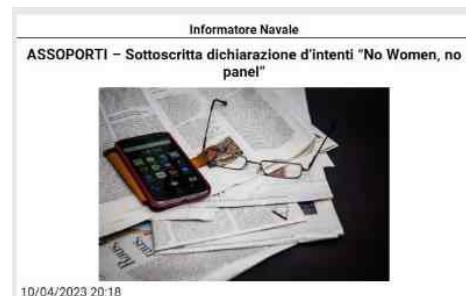 Informatore Navale
ASSOPORTI – Sottoscritta dichiarazione d'intenti "No Women, no
panel"
10/04/2023 20:18